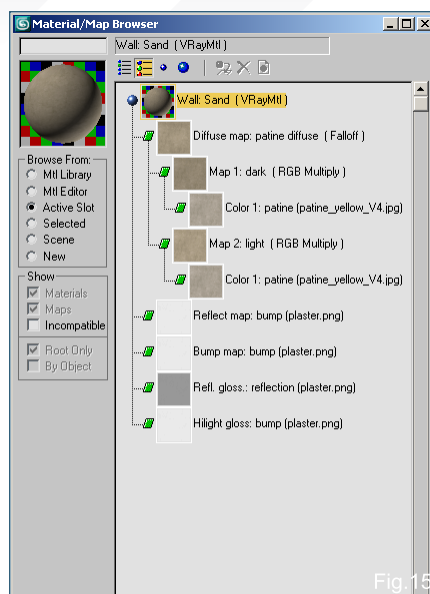 Material/Map Browser
Wall: Sand ( VRayMtl )
Wall: Sand ( VRayMtl )
Diffuse map: patine diffuse ( Falloff )
Map 1: dark ( RGB Multiply )
Color 1: patine (patine_yellow_V4.jpg)
Map 2: light ( RGB Multiply )
Color 1: patine (patine_yellow_V4.jpg)
Reflect map: bump (plaster.png)
Bump map: bump (plaster.png)
Refl. gloss.: reflection (plaster.png)
Hilight gloss: bump (plaster.png)
Browse From:
Mtl Library
Mtl Editor
Active Slot
Selected
Scene
New
Show
Materials
Maps
Incompatible
Root Only
By Object
Fig.15